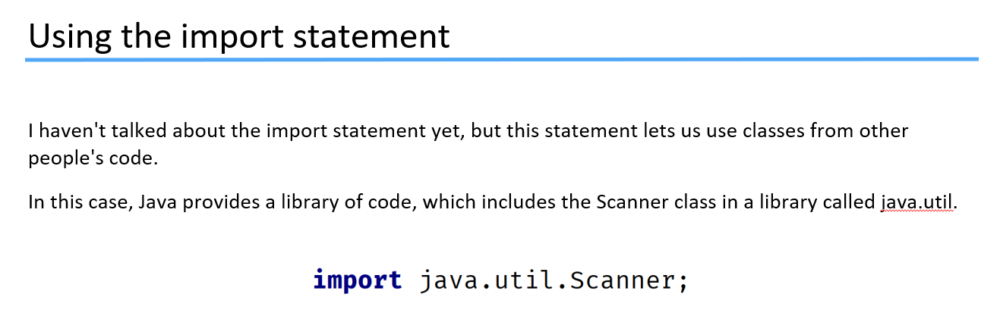 Using the import statement
I haven't talked about the import statement yet, but this statement lets us use classes from other
people's code.
In this case, Java provides a library of code, which includes the Scanner class in a library called java.util.
import java.util.Scanner;